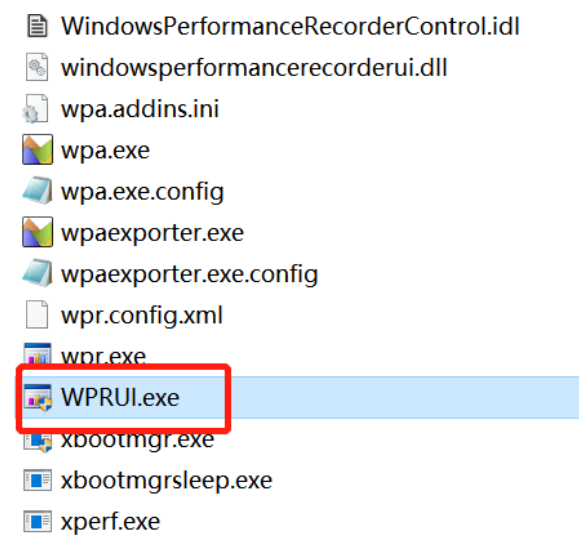 WindowsPerformanceRecorderControl.idl
windowsperformancerecorderui.dll
wpa.addins.ini
wpa.exe
wpa.exe.config
wpaexporter.exe
wpaexporter.exe.config
wpr.config.xml
wpr.exe
WPRUI.exe
xbootmgr.exe
xbootmgrsleep.exe
xperf.exe